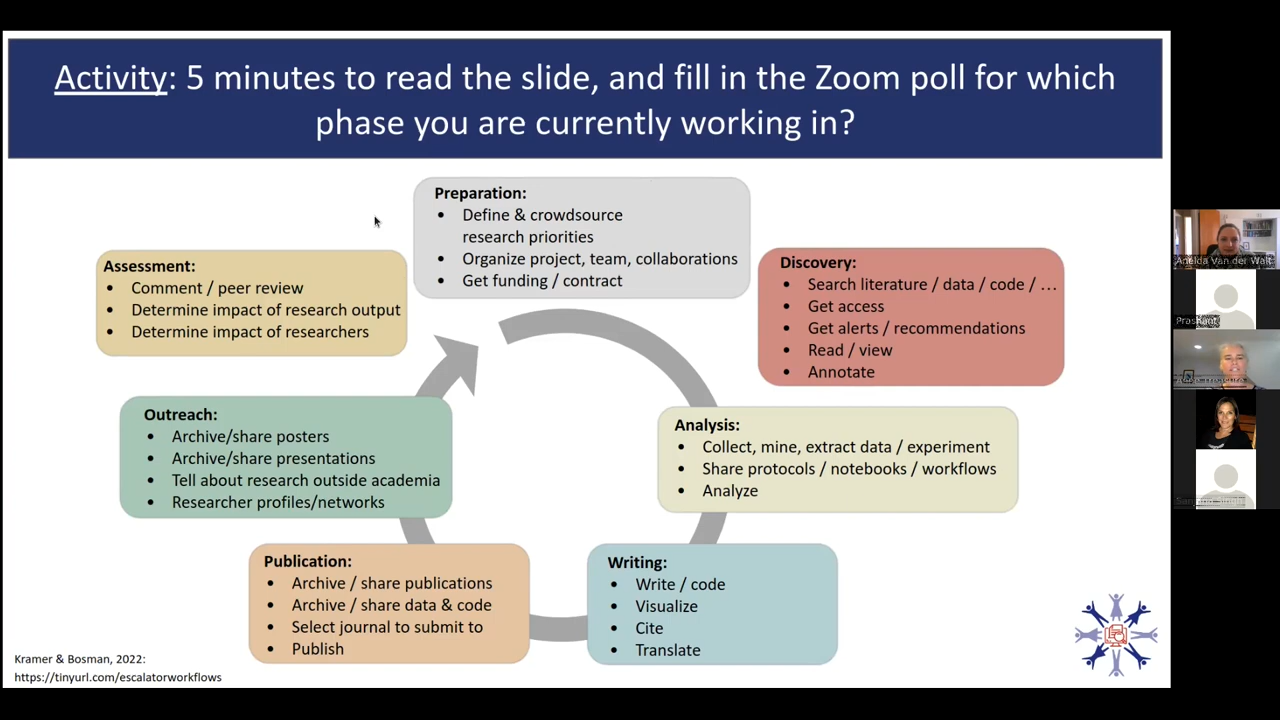 Activity: 5 minutes to read the slide, and fill in the Zoom poll for which
phase you are currently working in?
Preparation:
• Define & crowdsource
research priorities
• Organize project, team, collaborations
• Get funding / contract
Discovery:
• Search literature / data / code / …
• Get access
• Get alerts / recommendations
• Read / view
• Annotate
Analysis:
• Collect, mine, extract data / experiment
• Share protocols / notebooks / workflows
• Analyze
Writing:
• Write / code
• Visualize
• Cite
• Translate
Publication:
• Archive / share publications
• Archive / share data & code
• Select journal to submit to
• Publish
Outreach:
• Archive/share posters
• Archive/share presentations
• Tell about research outside academia
• Researcher profiles/networks
Assessment:
• Comment / peer review
• Determine impact of research output
• Determine impact of researchers
Kramer & Bosman, 2022:
https://tinyurl.com/escalatorworkflows
Anelda Van der Walt
Prashant